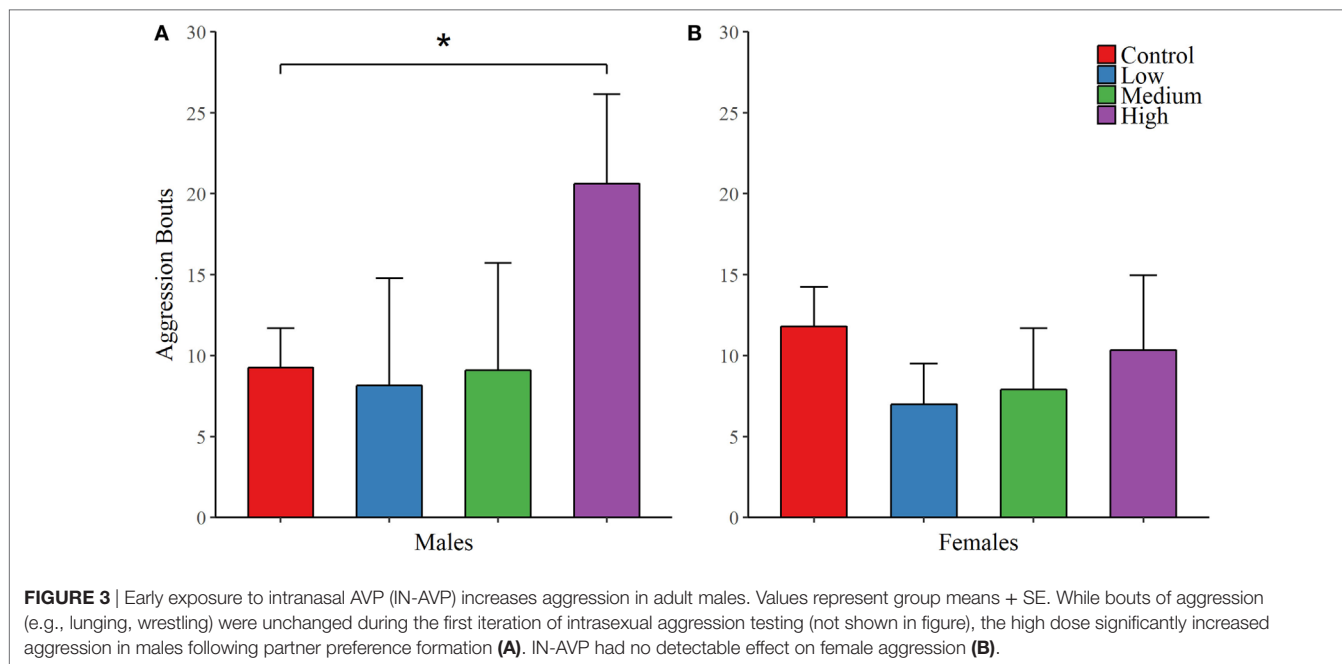 A
B
*
30
25
20
15
10
5
0
Aggression Bouts
Males
30
25
20
15
10
5
0
Females
Control
Low
Medium
High
FIGURE 3 | Early exposure to intranasal AVP (IN-AVP) increases aggression in adult males. Values represent group means + SE. While bouts of aggression
(e.g., lunging, wrestling) were unchanged during the first iteration of intrasexual aggression testing (not shown in figure), the high dose significantly increased
aggression in males following partner preference formation (A). IN-AVP had no detectable effect on female aggression (B).